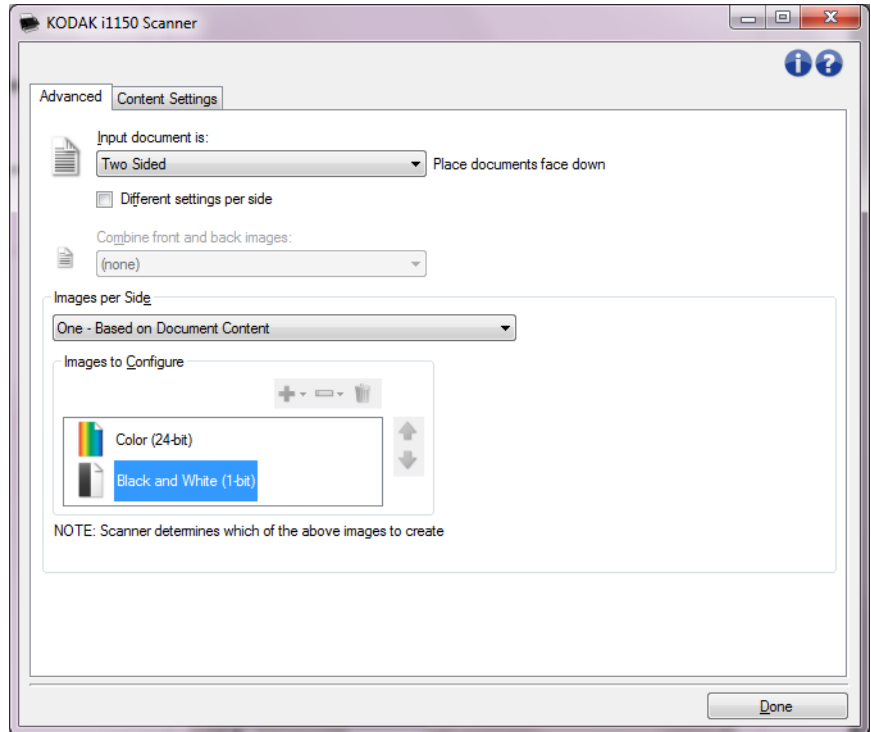 KODAK i1150 Scanner
Advanced
Content Settings
Input document is:
Two Sided
Place documents face down
Different settings per side
Combine front and back images:
(none)
Images per Side
One - Based on Document Content
Images to Configure
Color (24-bit)
Black and White (1-bit)
NOTE: Scanner determines which of the above images to create
Done